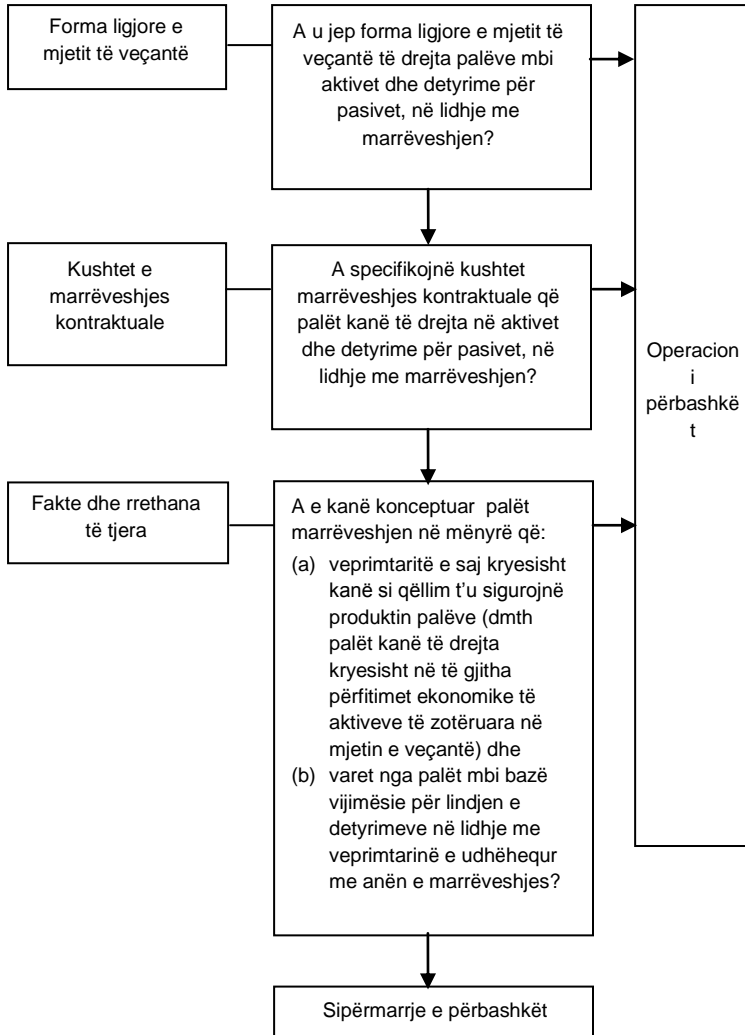 Forma ligjore e
mjetit të veçantë
A u jep forma ligjore e mjetit të
veçantë të drejta palëve mbi
aktivet dhe detyrime për
pasivet, në lidhje me
marrëveshjen?
Kushtet e
marrëveshjes
kontraktuale
A specifikojnë kushtet
marrëveshjes kontraktuale që
palët kanë të drejta në aktivet
dhe detyrime për pasivet, në
lidhje me marrëveshjen?
Operacion
i
përbashkë
t
Fakte dhe rrethana
të tjera
A e kanë konceptuar palët
marrëveshjen në mënyrë që:
(a) veprimtaritë e saj kryesisht
kanë si qëllim t’u sigurojnë
produktin palëve (dmth
palët kanë të drejta
kryesisht në të gjitha
përfitimet ekonomike të
aktiveve të zotëruara në
mjetin e veçantë) dhe
(b) varet nga palët mbi bazë
vijimësie për lindjen e
detyrimeve në lidhje me
veprimtarinë e udhëhequr
me anën e marrëveshjes?
Sipërmarrje e përbashkët